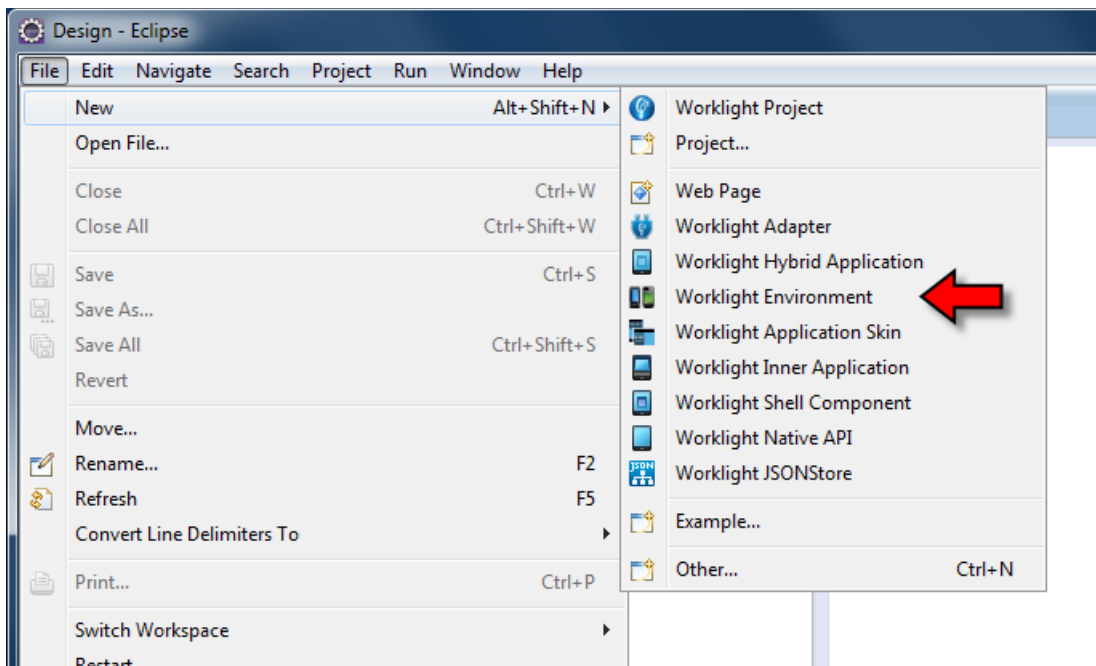 Design - Eclipse
File Edit Navigate Search Project Run Window Help
New Alt+Shift+N
Open File...
Close Ctrl+W
Close All Ctrl+Shift+W
Save Ctrl+S
Save As...
Save All Ctrl+Shift+S
Revert
Move...
Rename... F2
Refresh F5
Convert Line Delimiters To
Print... Ctrl+P
Switch Workspace
Restart
Worklight Project
Project...
Web Page
Worklight Adapter
Worklight Hybrid Application
Worklight Environment
Worklight Application Skin
Worklight Inner Application
Worklight Shell Component
Worklight Native API
JSON Worklight JSONStore
Example...
Other... Ctrl+N